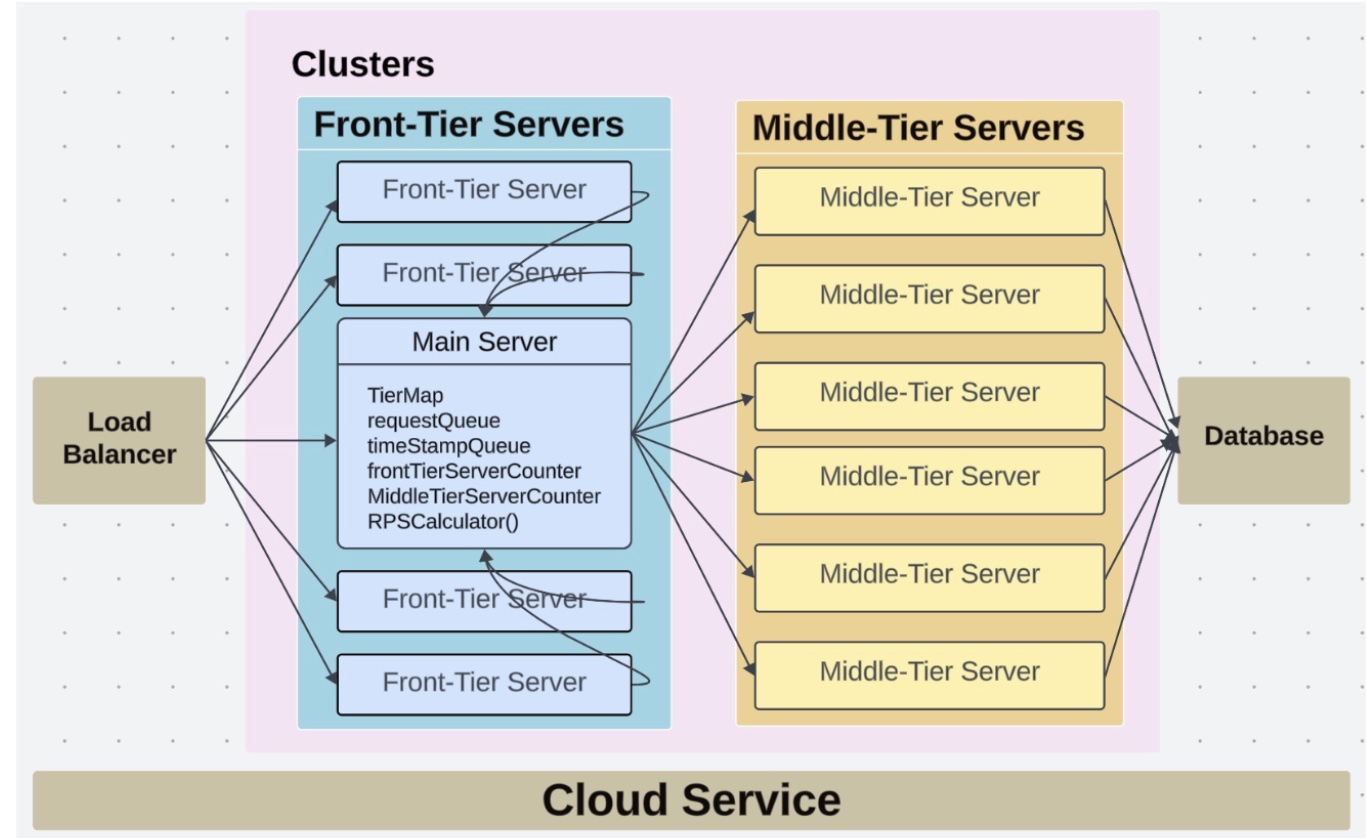 Clusters
Front-Tier Servers
Front-Tier Server
Front-Tier Server
Main Server
TierMap
requestQueue
timeStampQueue
frontTierServerCounter
MiddleTierServerCounter
RPSCalculator()
Front-Tier Server
Front-Tier Server
Middle-Tier Servers
Middle-Tier Server
Middle-Tier Server
Middle-Tier Server
Middle-Tier Server
Middle-Tier Server
Middle-Tier Server
Load
Balancer
Database
Cloud Service